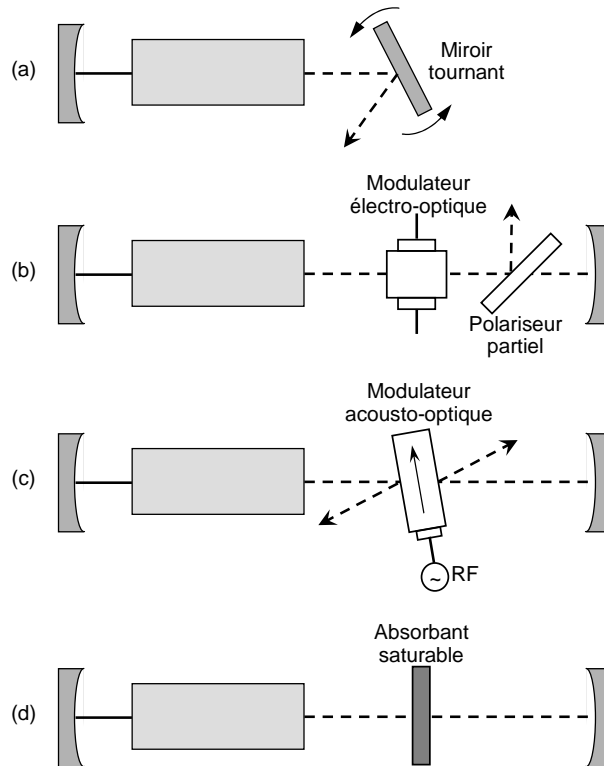 (a)
Miroir
tournant
Modulateur
électro-optique
(b)
Polariseur
partiel
Modulateur
acousto-optique
(c)
~ RF
Absorbant
saturable
(d)